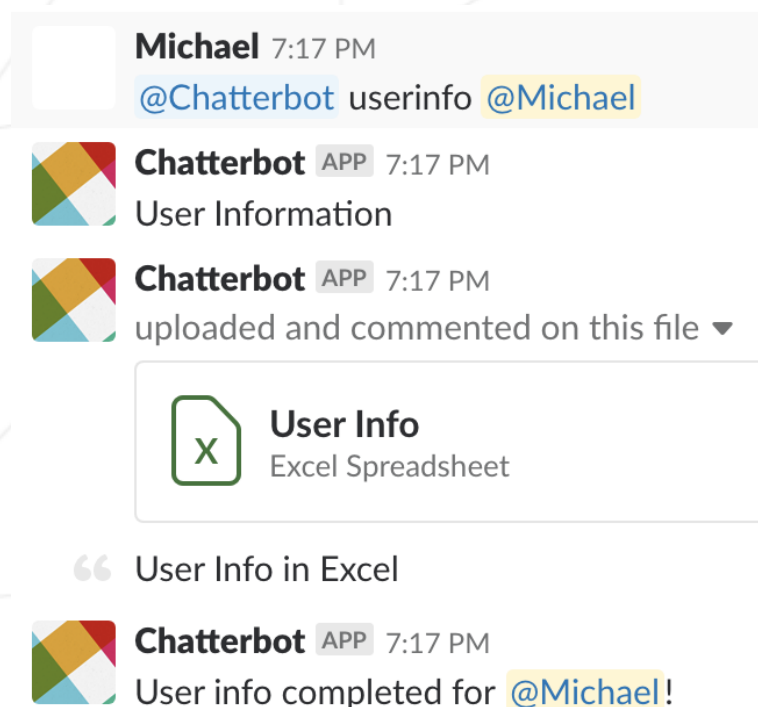 Michael 7:17 PM
@Chatterbot userinfo @Michael
Chatterbot APP 7:17 PM
User Information
Chatterbot APP 7:17 PM
uploaded and commented on this file
User Info
X
Excel Spreadsheet
User Info in Excel
Chatterbot APP 7:17 PM
User info completed for @Michael!